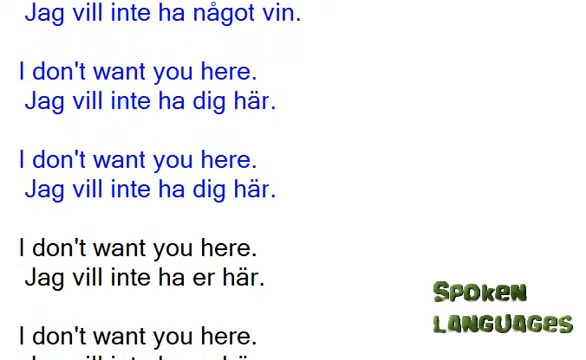 Jag vill inte ha något vin.
I don't want you here.
Jag vill inte ha dig här.
I don't want you here.
Jag vill inte ha dig här.
I don't want you here.
Jag vill inte ha er här.
I don't want you here.
SPOKEN
LANGUAGES